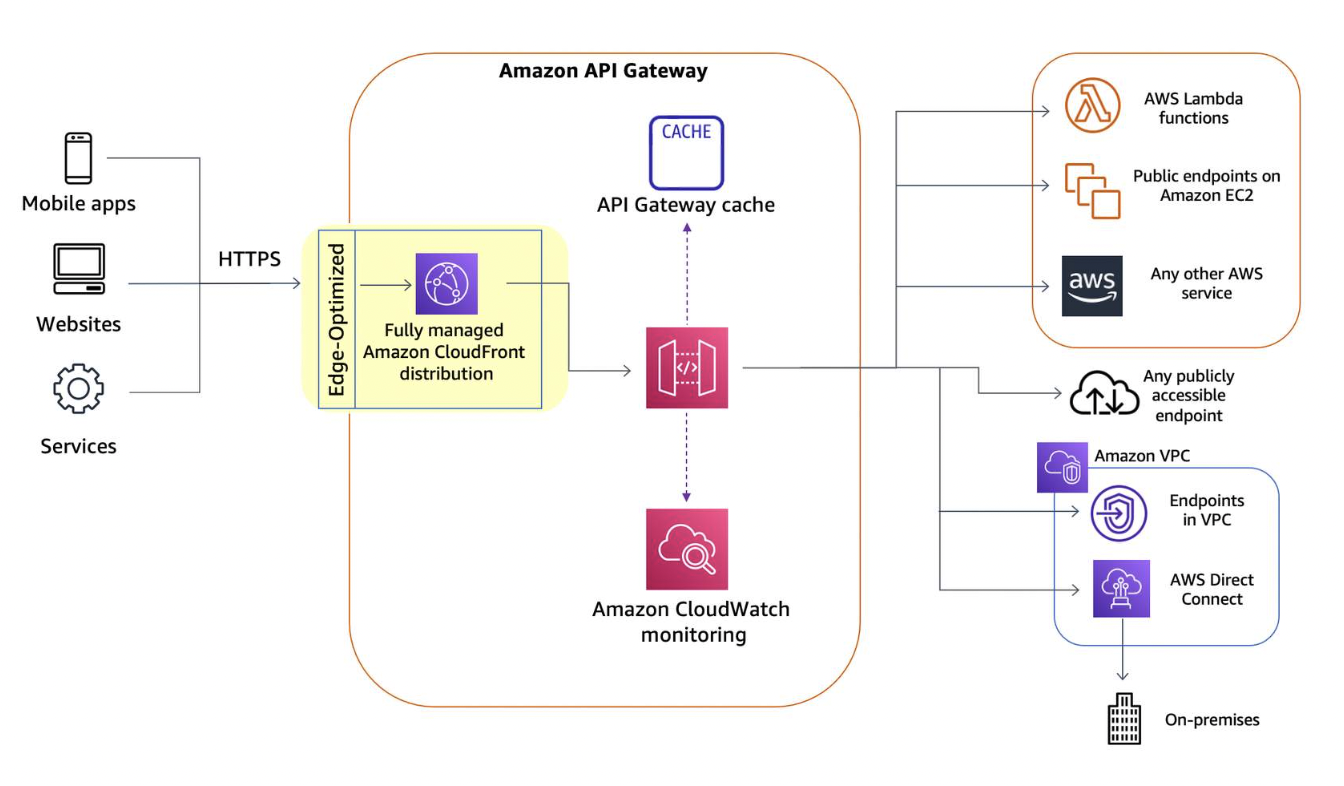 Amazon API Gateway
CACHE
API Gateway cache
Mobile apps
Websites
Services
HTTPS
Edge-Optimized
Fully managed
Amazon CloudFront
distribution
</>
Amazon CloudWatch
monitoring
AWS Lambda
functions
Public endpoints on
Amazon EC2
aws
Any other AWS
service
Any publicly
accessible
endpoint
Amazon VPC
Endpoints
in VPC
AWS Direct
Connect
On-premises